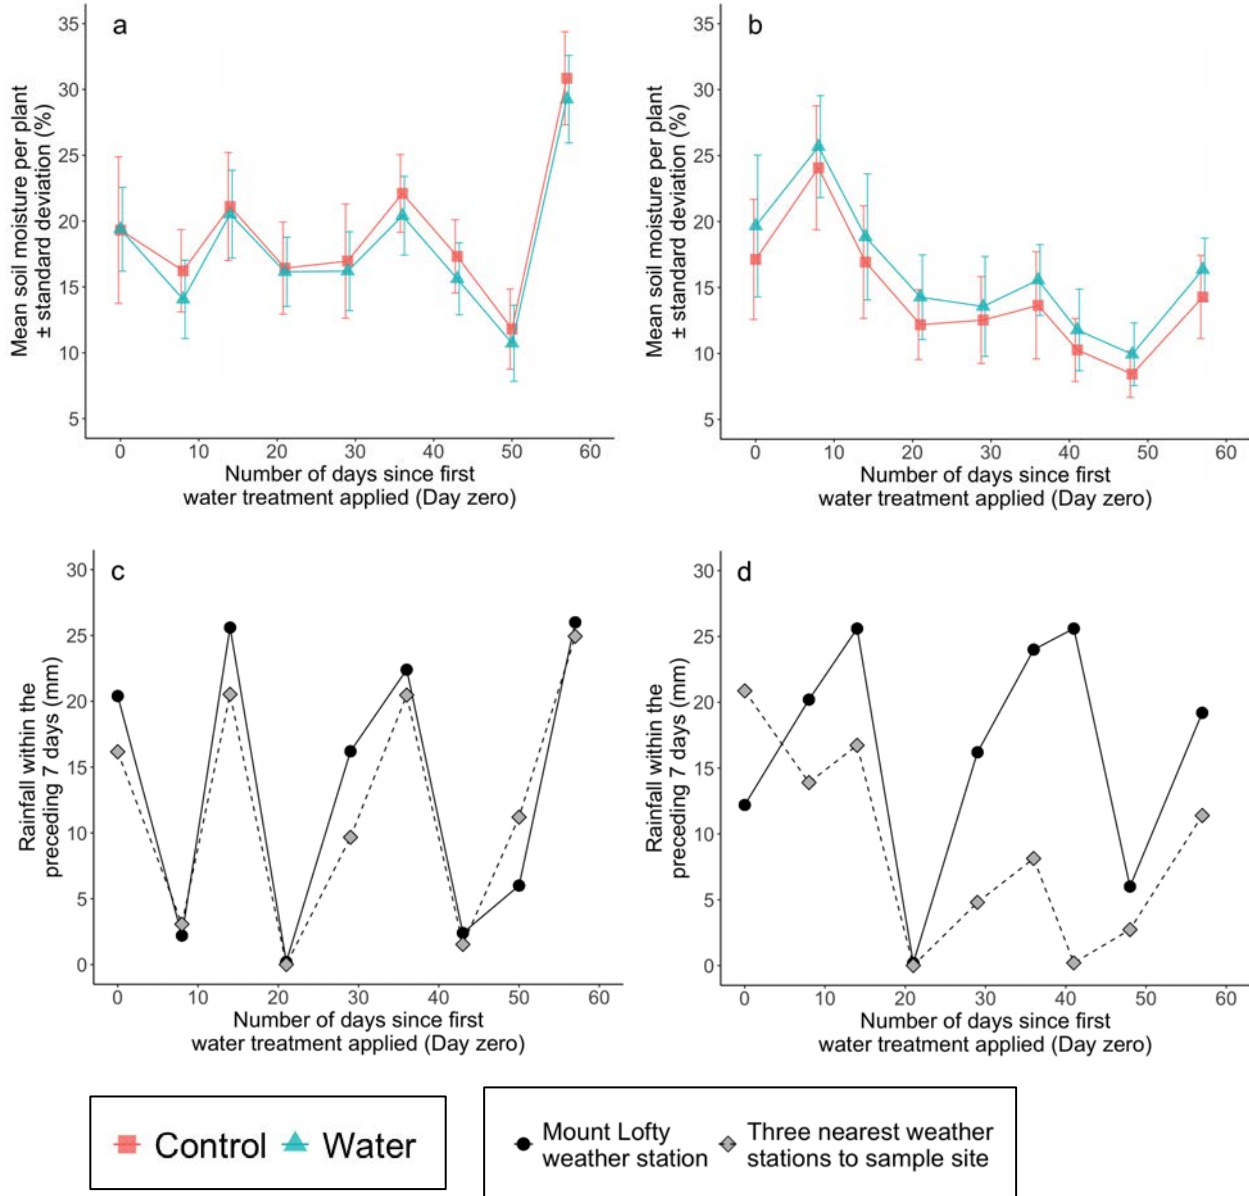 a
Mean soil moisture per plant
± standard deviation (%)
35
30
25
20
15
10
5
0 10 20 30 40 50 60
Number of days since first
water treatment applied (Day zero)
b
Mean soil moisture per plant
± standard deviation (%)
35
30
25
20
15
10
5
0 10 20 30 40 50 60
Number of days since first
water treatment applied (Day zero)
c
Rainfall within the
preceding 7 days (mm)
30
25
20
15
10
5
0
0 10 20 30 40 50 60
Number of days since first
water treatment applied (Day zero)
d
Rainfall within the
preceding 7 days (mm)
30
25
20
15
10
5
0
0 10 20 30 40 50 60
Number of days since first
water treatment applied (Day zero)
Control Water
Mount Lofty
weather station
Three nearest weather
stations to sample site